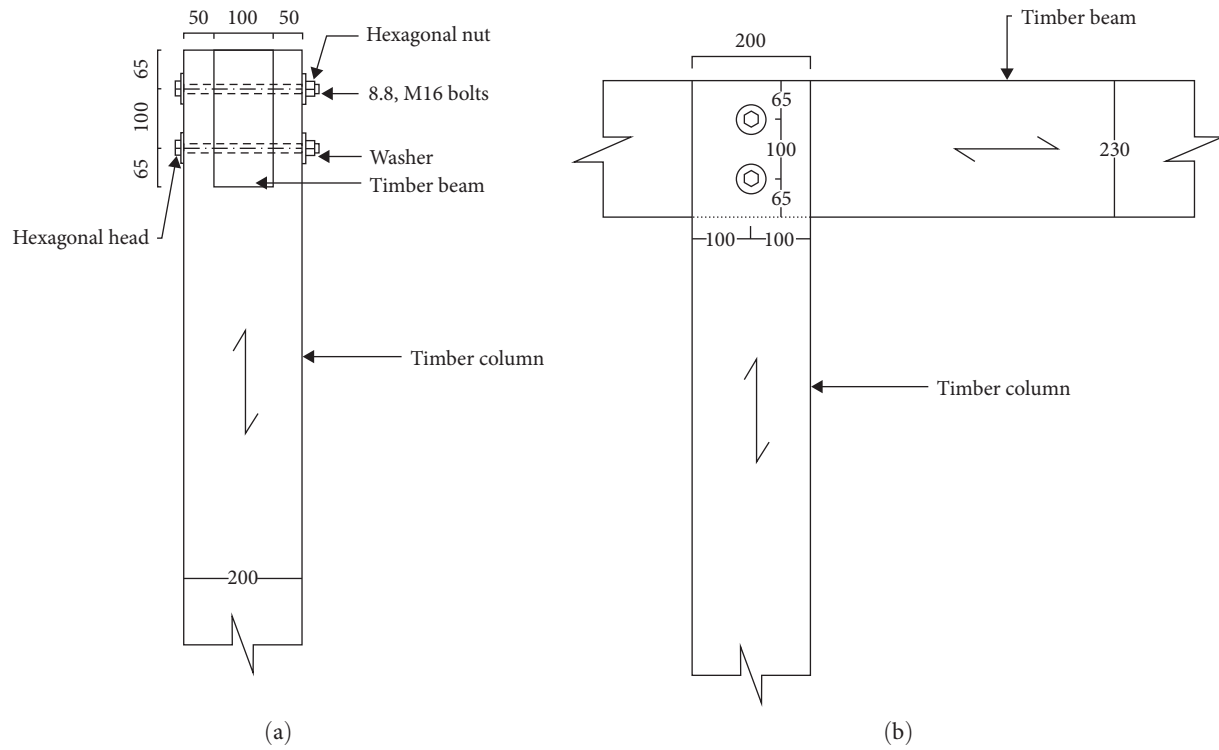 50 100 50
Hexagonal nut
65
8.8, M16 bolts
100
Washer
65
Timber beam
Hexagonal head
Timber column
200
(a)
Timber beam
200
65
100
230
65
100 100
Timber column
(b)